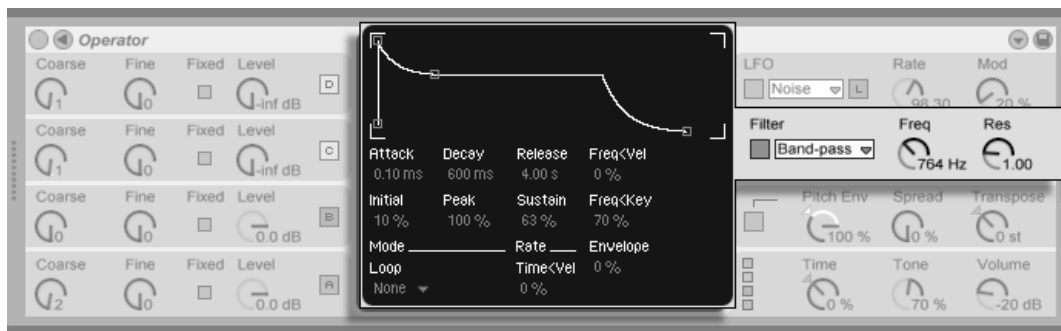 Operator
Coarse Fine Fixed Level
1 0 -inf dB D
Coarse Fine Fixed Level
1 0 -inf dB C
Coarse Fine Fixed Level
0 0 0.0 dB B
Coarse Fine Fixed Level
2 0 0.0 dB A
Attack Decay Release Freq<Vel
0.10 ms 600 ms 4.00 s 0 %
Initial Peak Sustain Freq<Key
10 % 100 % 63 % 70 %
Mode Rate Envelope
Loop Time<Vel 0 %
None 0 %
LFO Rate Mod
Noise L 98.30 20 %
Filter Freq Res
Band-pass 764 Hz 1.00
Pitch Env Spread Transpose
100 % 0 % 0 st
Time Tone Volume
0 % 70 % -20 dB